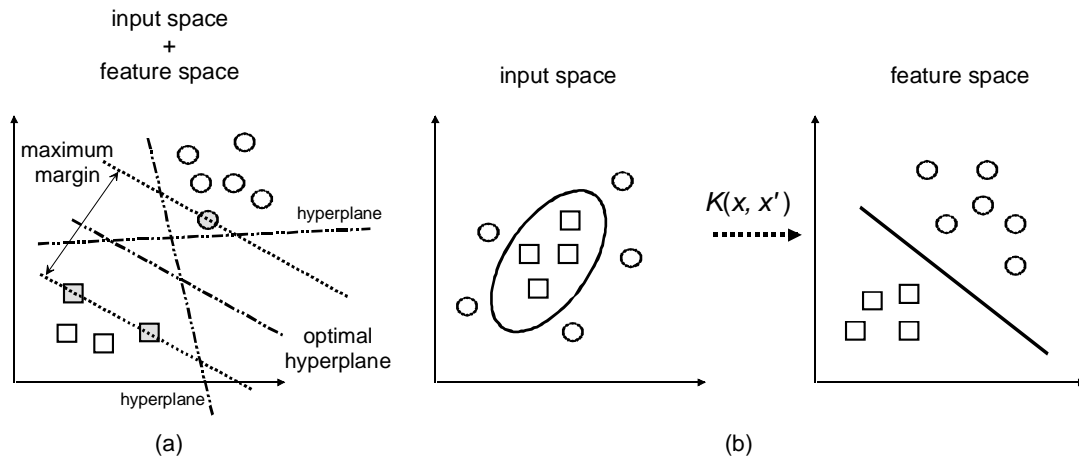 input space
+
feature space
maximum
margin
hyperplane
optimal
hyperplane
hyperplane
(a)
input space
K(x, x')
feature space
(b)